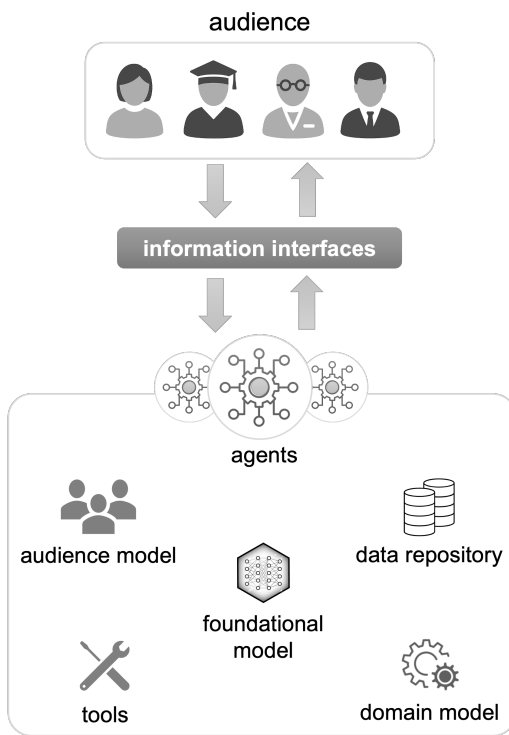 audience
information interfaces
agents
audience model
data repository
foundational
model
tools
domain model